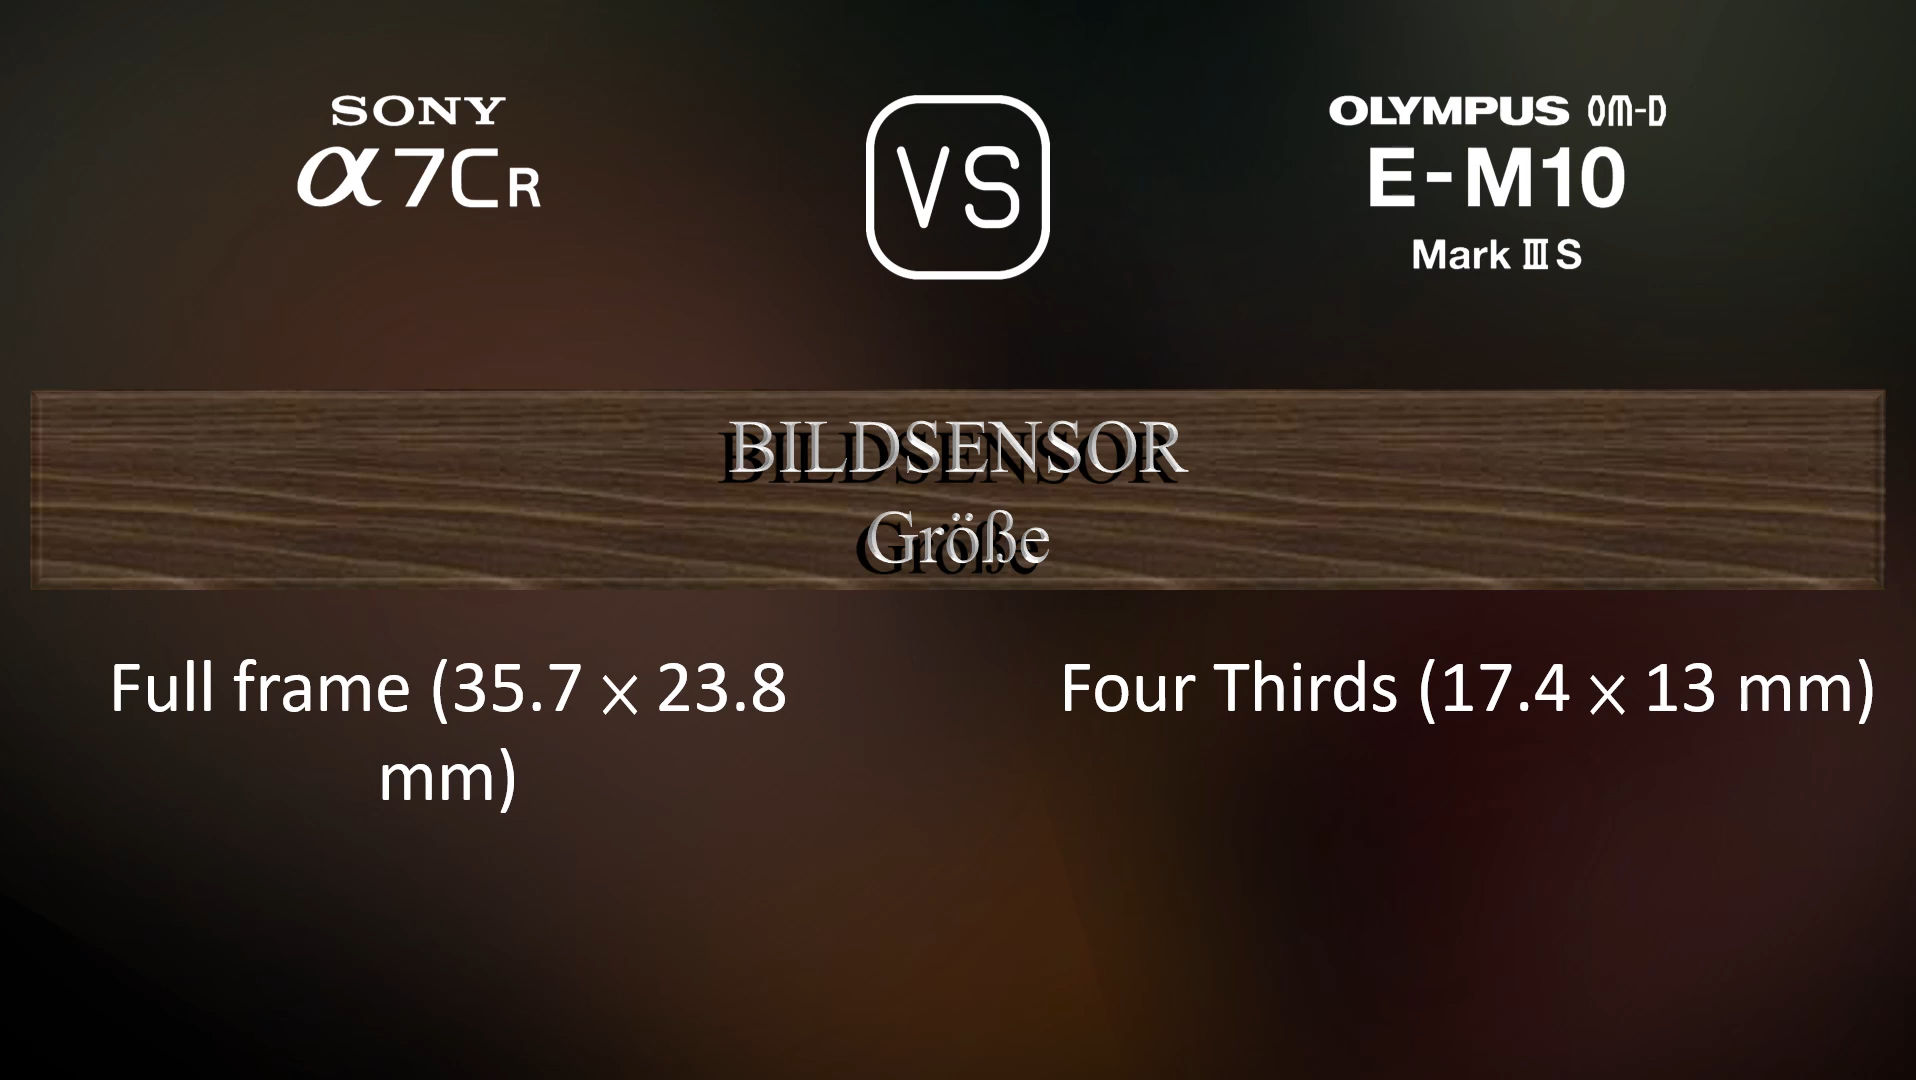 SONY
α7CR
VS
OLYMPUS OM-D
E-M10
Mark III S
BILDSENSOR
Größe
Full frame (35.7 x 23.8
mm)
Four Thirds (17.4 x 13 mm)